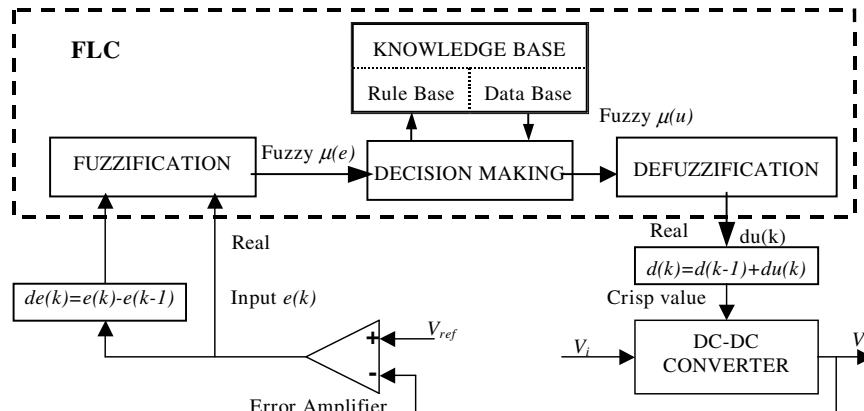 FLC
KNOWLEDGE BASE
Rule Base
Data Base
Fuzzy μ(u)
FUZZIFICATION
Fuzzy μ(e)
DECISION MAKING
DEFUZZIFICATION
Real
Real
du(k)
de(k)=e(k)-e(k-1)
Input e(k)
d(k)=d(k-1)+du(k)
Crisp value
+
V_ref
-
V_i
DC-DC
CONVERTER
V
Error Amplifier